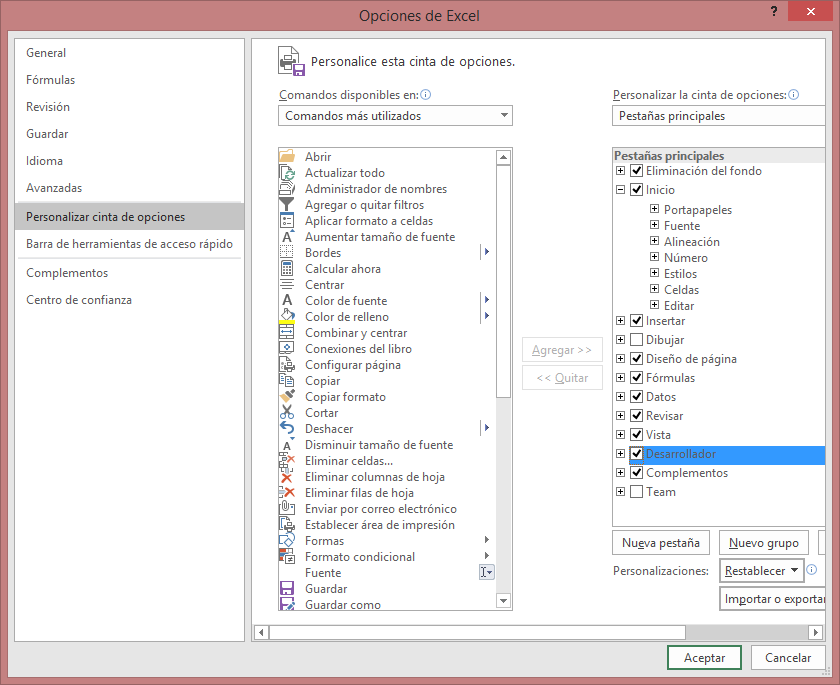 Opciones de Excel
General
Fórmulas
Revisión
Guardar
Idioma
Avanzadas
Personalizar cinta de opciones
Barra de herramientas de acceso rápido
Complementos
Centro de confianza
Personalice esta cinta de opciones.
Comandos disponibles en:
Comandos más utilizados
Abrir
Actualizar todo
Administrador de nombres
Agregar o quitar filtros
Aplicar formato a celdas
Aumentar tamaño de fuente
Bordes
Calcular ahora
Centrar
Color de fuente
Color de relleno
Combinar y centrar
Conexiones del libro
Configurar página
Copiar
Copiar formato
Cortar
Deshacer
Disminuir tamaño de fuente
Eliminar celdas...
Eliminar columnas de hoja
Eliminar filas de hoja
Enviar por correo electrónico
Establecer área de impresión
Formas
Formato condicional
Fuente
Guardar
Guardar como
Agregar >>
<< Quitar
Personalizar la cinta de opciones:
Pestañas principales
Pestañas principales
Eliminación del fondo
Inicio
Portapapeles
Fuente
Alineación
Número
Estilos
Celdas
Editar
Insertar
Dibujar
Diseño de página
Fórmulas
Datos
Revisar
Vista
Desarrollador
Complementos
Team
Nueva pestaña
Nuevo grupo
Personalizaciones:
Restablecer
Importar o exportar
Aceptar
Cancelar